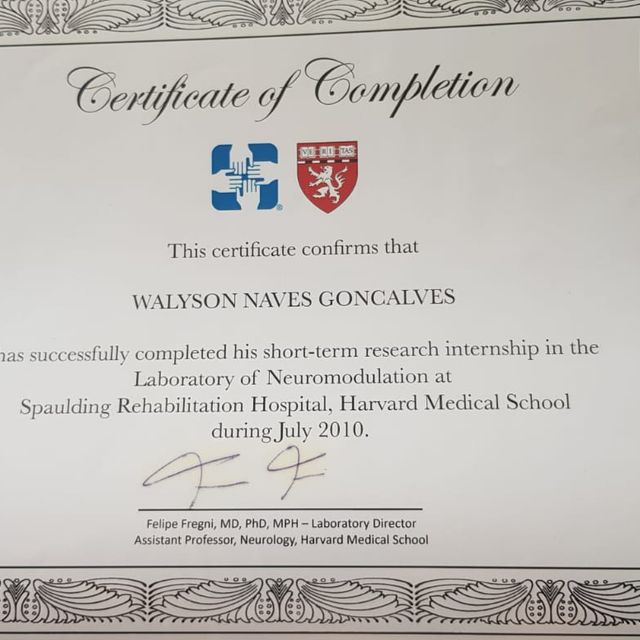 Certificate of Completion
VE RI TAS
This certificate confirms that
WALYSON NAVES GONCALVES
has successfully completed his short-term research internship in the
Laboratory of Neuromodulation at
Spaulding Rehabilitation Hospital, Harvard Medical School
during July 2010.
Felipe Fregni, MD, PhD, MPH – Laboratory Director
Assistant Professor, Neurology, Harvard Medical School